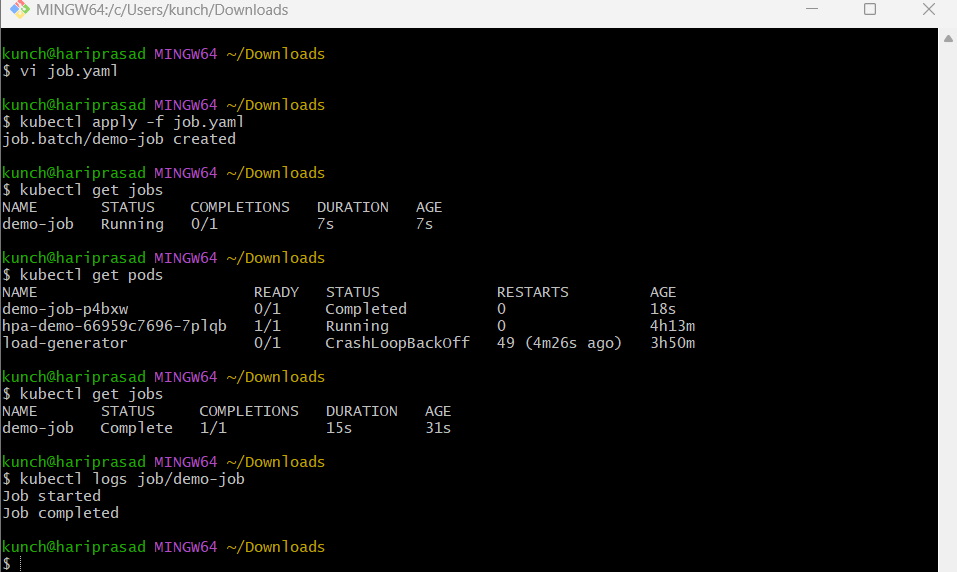 MINGW64:/c/Users/kunch/Downloads
kunch@hariprasad MINGW64 ~/Downloads
$ vi job.yaml
kunch@hariprasad MINGW64 ~/Downloads
$ kubectl apply -f job.yaml
job.batch/demo-job created
kunch@hariprasad MINGW64 ~/Downloads
$ kubectl get jobs
NAME       STATUS    COMPLETIONS   DURATION   AGE
demo-job   Running   0/1           7s         7s
kunch@hariprasad MINGW64 ~/Downloads
$ kubectl get pods
NAME                        READY   STATUS             RESTARTS          AGE
demo-job-p4bxw              0/1     Completed          0                 18s
hpa-demo-66959c7696-7plqb   1/1     Running            0                 4h13m
load-generator              0/1     CrashLoopBackOff   49 (4m26s ago)    3h50m
kunch@hariprasad MINGW64 ~/Downloads
$ kubectl get jobs
NAME       STATUS     COMPLETIONS   DURATION   AGE
demo-job   Complete   1/1           15s        31s
kunch@hariprasad MINGW64 ~/Downloads
$ kubectl logs job/demo-job
Job started
Job completed
kunch@hariprasad MINGW64 ~/Downloads
$